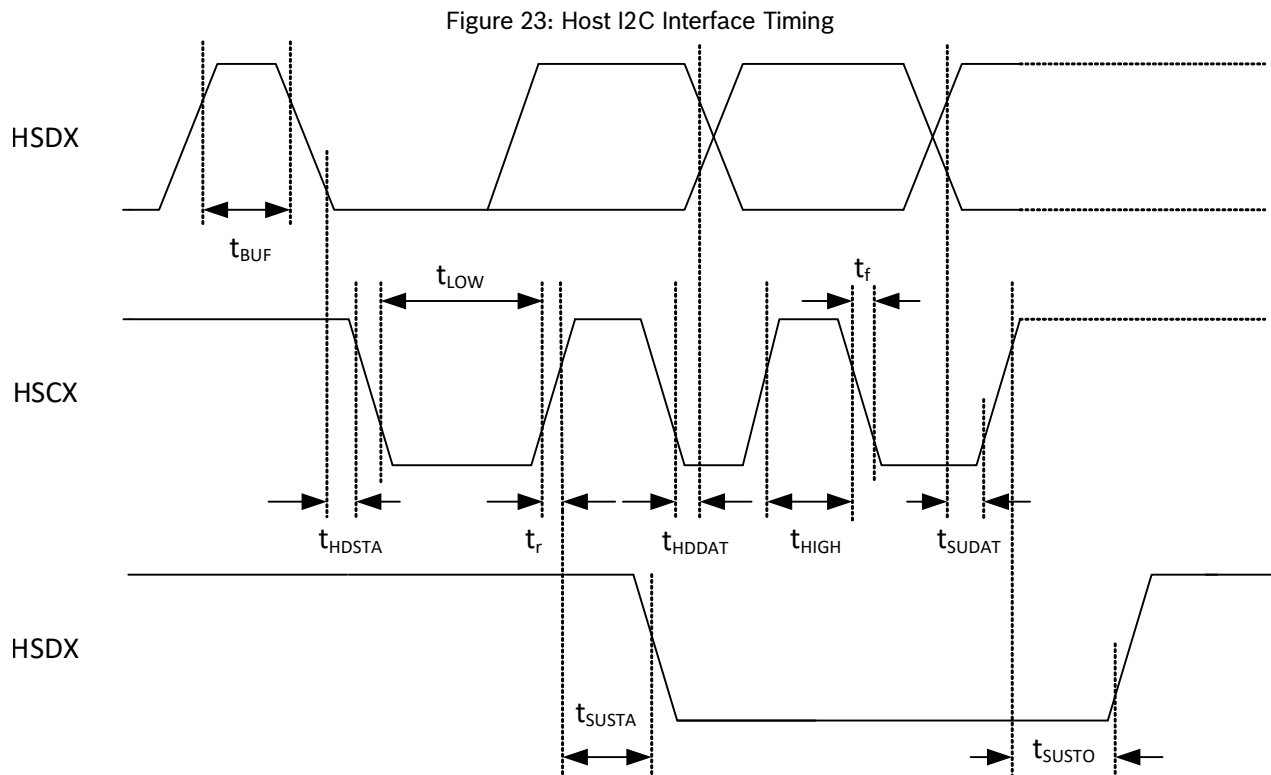 Figure 23: Host I2C Interface Timing
HSDX
tBUF
tLOW
tf
HSCX
tHDSTA
tr
tHDDAT
tHIGH
tSUDAT
HSDX
tSUSTA
tSUSTO